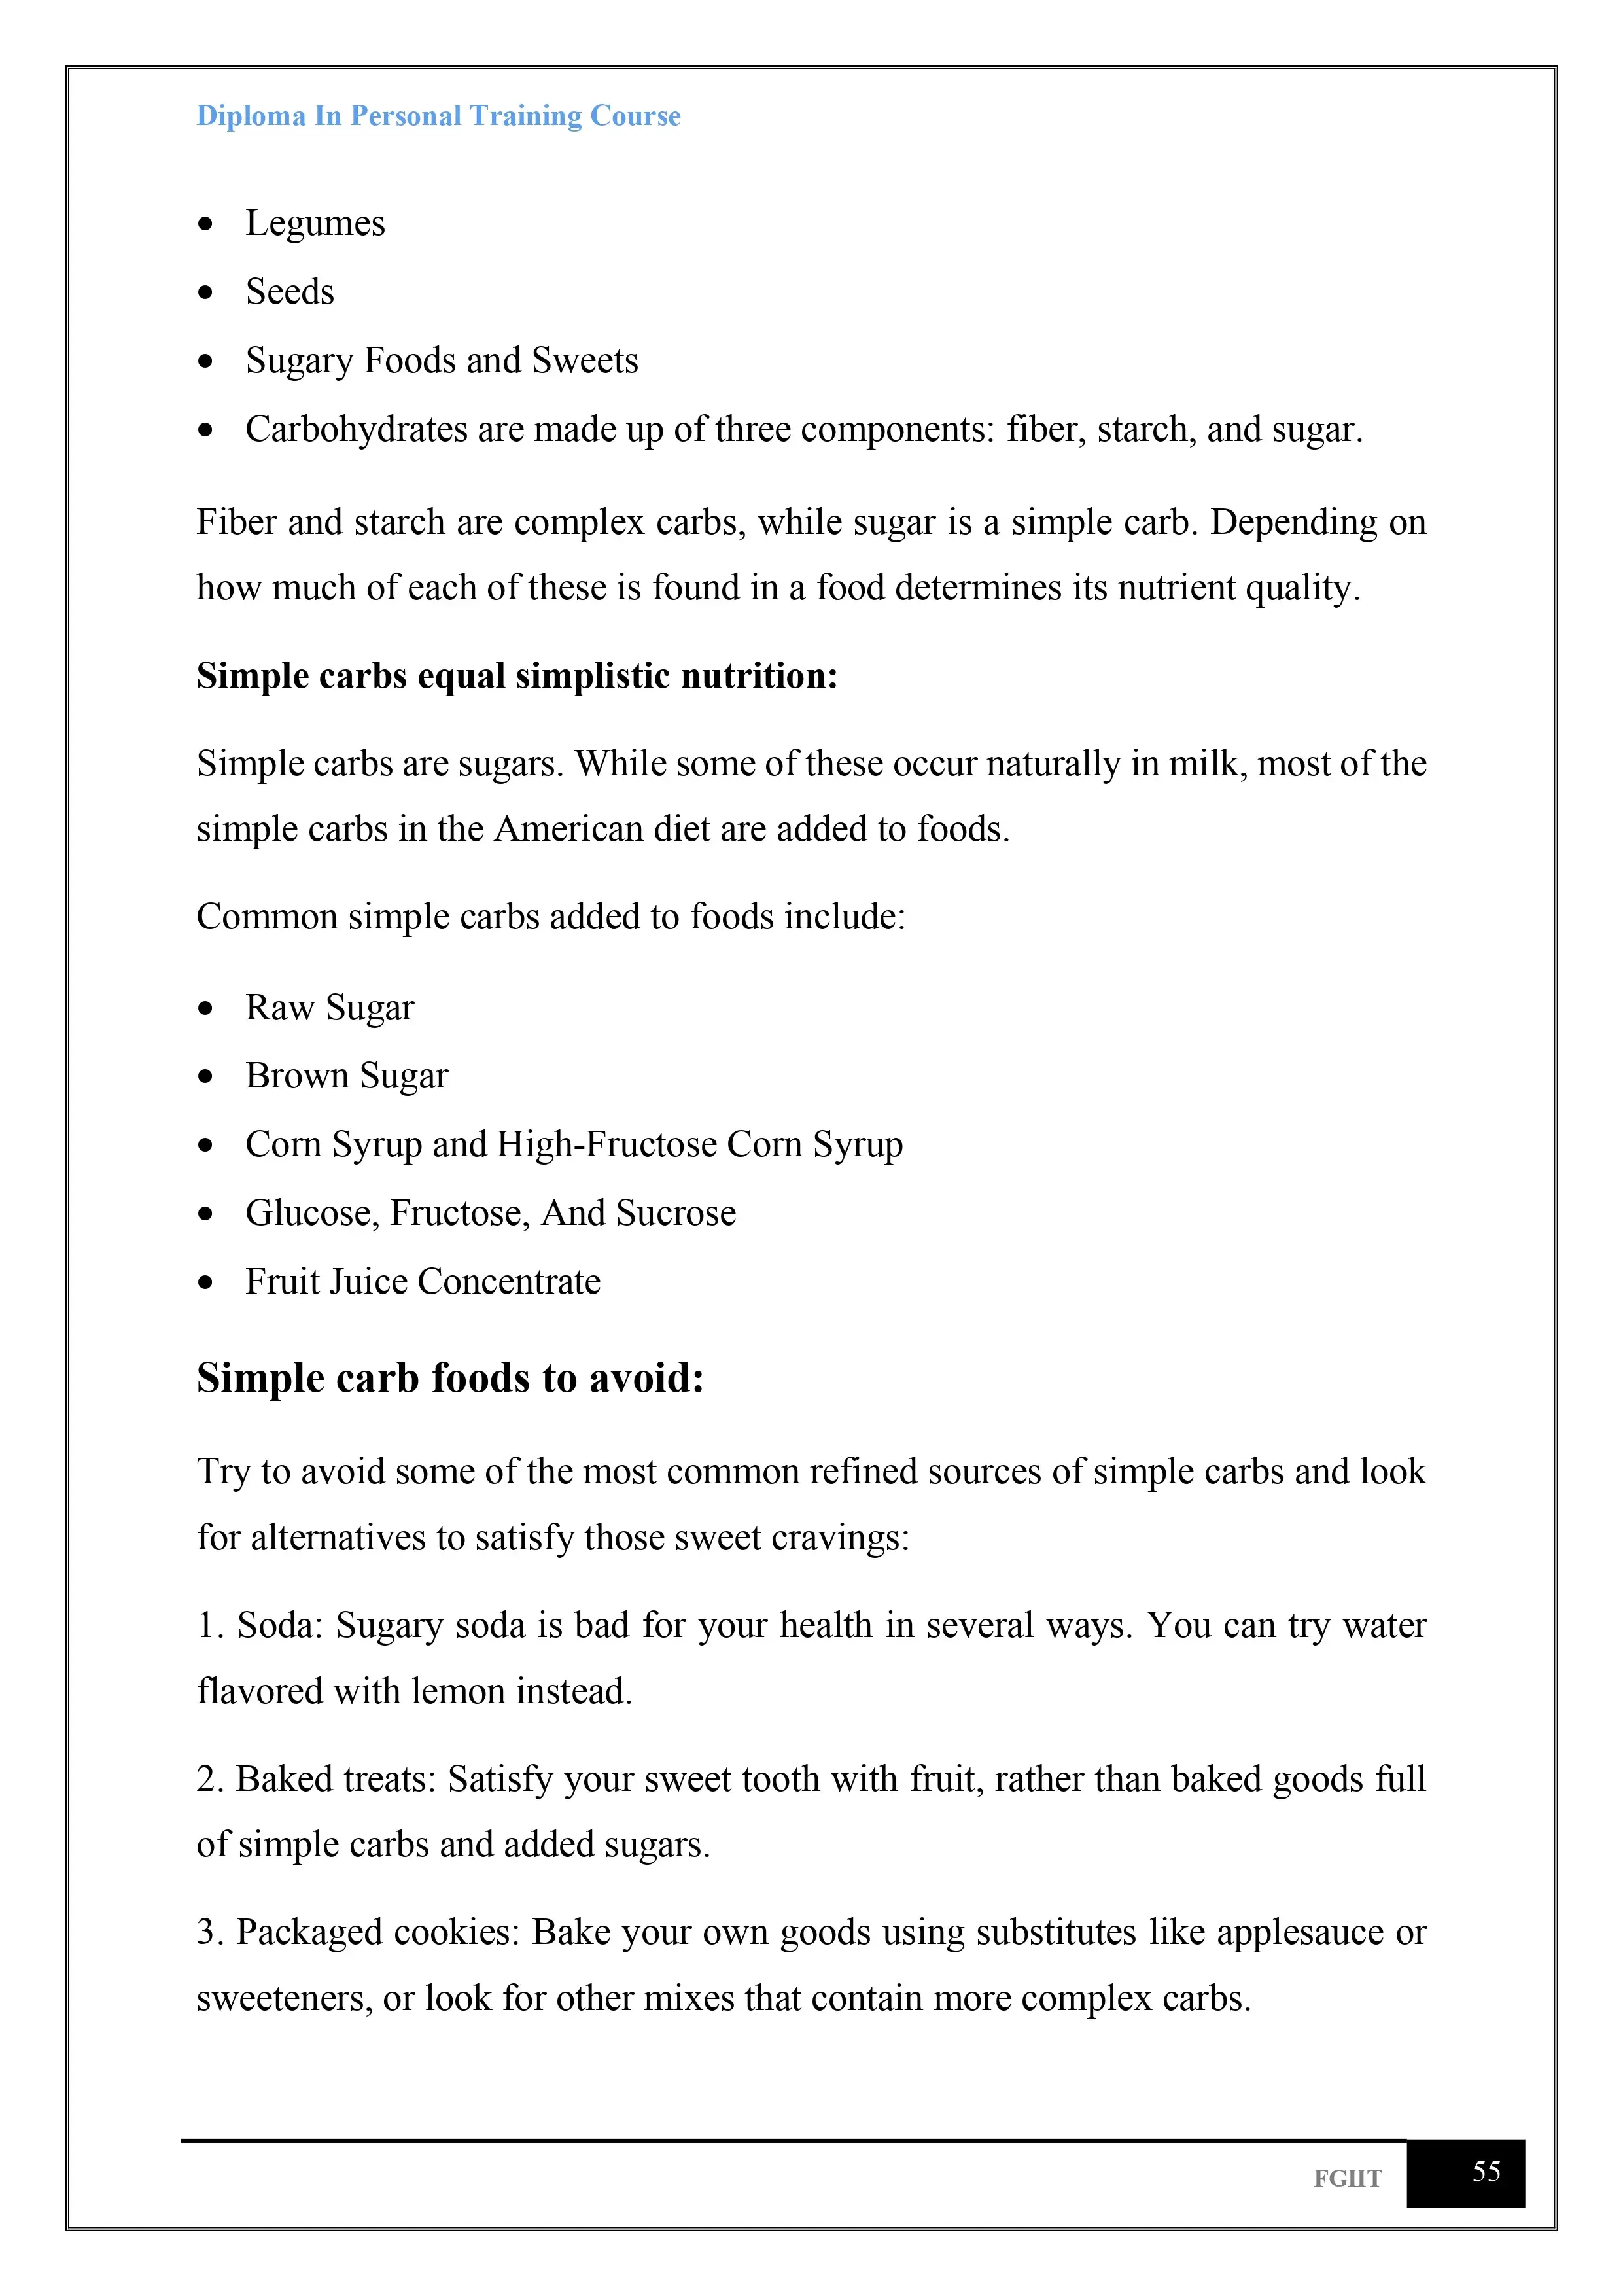 Diploma In Personal Training Course
• Legumes
• Seeds
• Sugary Foods and Sweets
• Carbohydrates are made up of three components: fiber, starch, and sugar.
Fiber and starch are complex carbs, while sugar is a simple carb. Depending on
how much of each of these is found in a food determines its nutrient quality.
Simple carbs equal simplistic nutrition:
Simple carbs are sugars. While some of these occur naturally in milk, most of the
simple carbs in the American diet are added to foods.
Common simple carbs added to foods include:
• Raw Sugar
• Brown Sugar
• Corn Syrup and High-Fructose Corn Syrup
• Glucose, Fructose, And Sucrose
• Fruit Juice Concentrate
Simple carb foods to avoid:
Try to avoid some of the most common refined sources of simple carbs and look
for alternatives to satisfy those sweet cravings:
1. Soda: Sugary soda is bad for your health in several ways. You can try water
flavored with lemon instead.
2. Baked treats: Satisfy your sweet tooth with fruit, rather than baked goods full
of simple carbs and added sugars.
3. Packaged cookies: Bake your own goods using substitutes like applesauce or
sweeteners, or look for other mixes that contain more complex carbs.
FGIIT 55